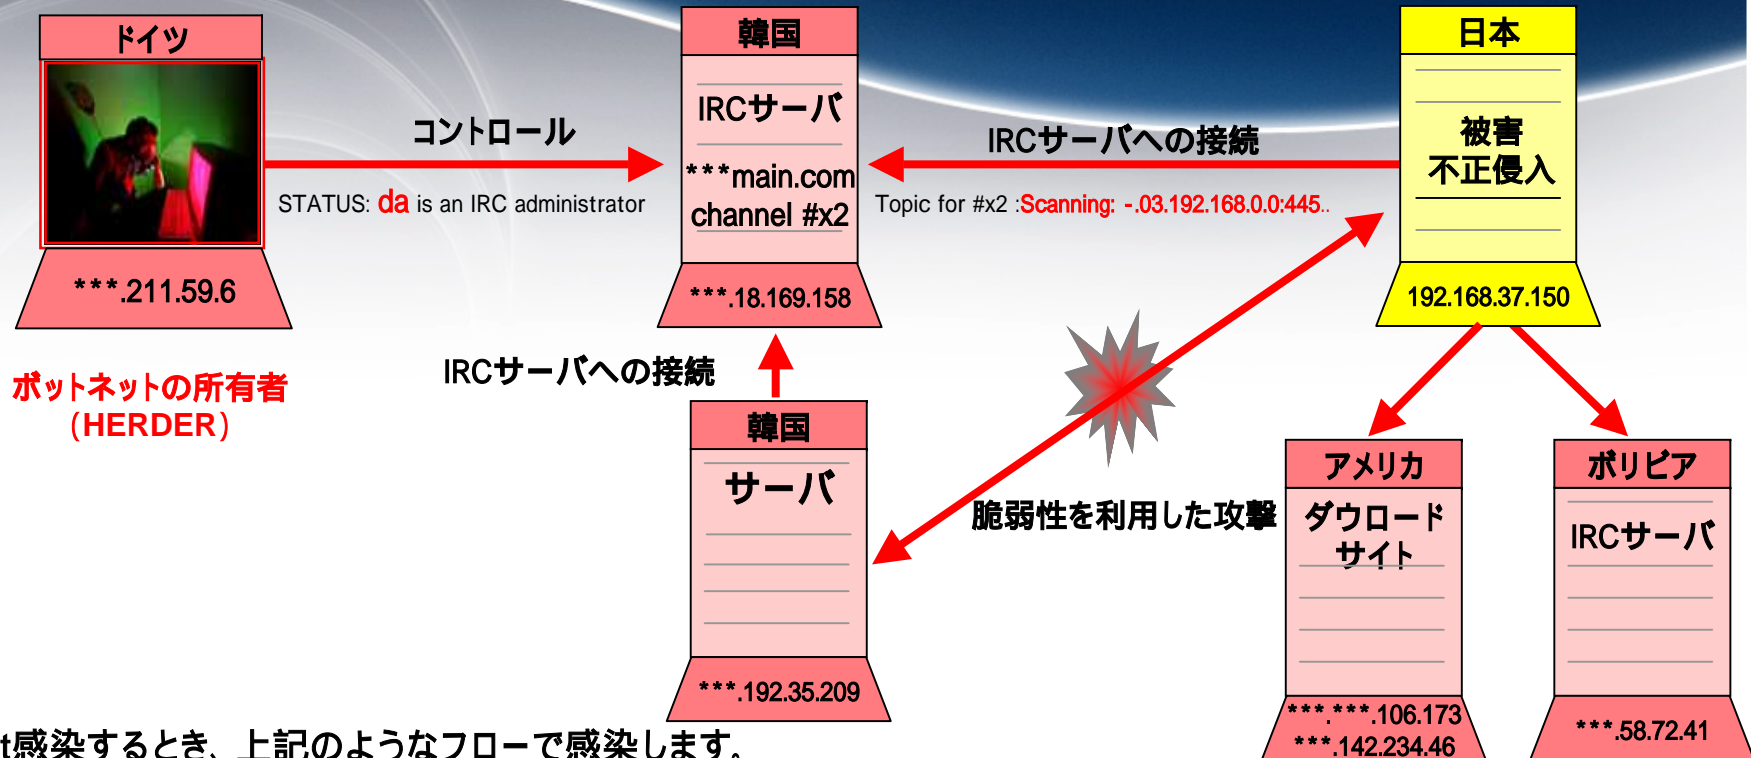 ドイツ
***.211.59.6
ボットネットの所有者
(HERDER)
コントロール
STATUS: da is an IRC administrator
韓国
IRCサーバ
***main.com
channel #x2
***.18.169.158
IRCサーバへの接続
Topic for #x2 :Scanning: -.03.192.168.0.0:445..
日本
被害
不正侵入
192.168.37.150
IRCサーバへの接続
韓国
サーバ
***.192.35.209
脆弱性を利用した攻撃
アメリカ
ダウロード
サイト
***.***.106.173
***.142.234.46
ボリビア
IRCサーバ
***.58.72.41
t感染するとき、上記のようなフローで感染します。